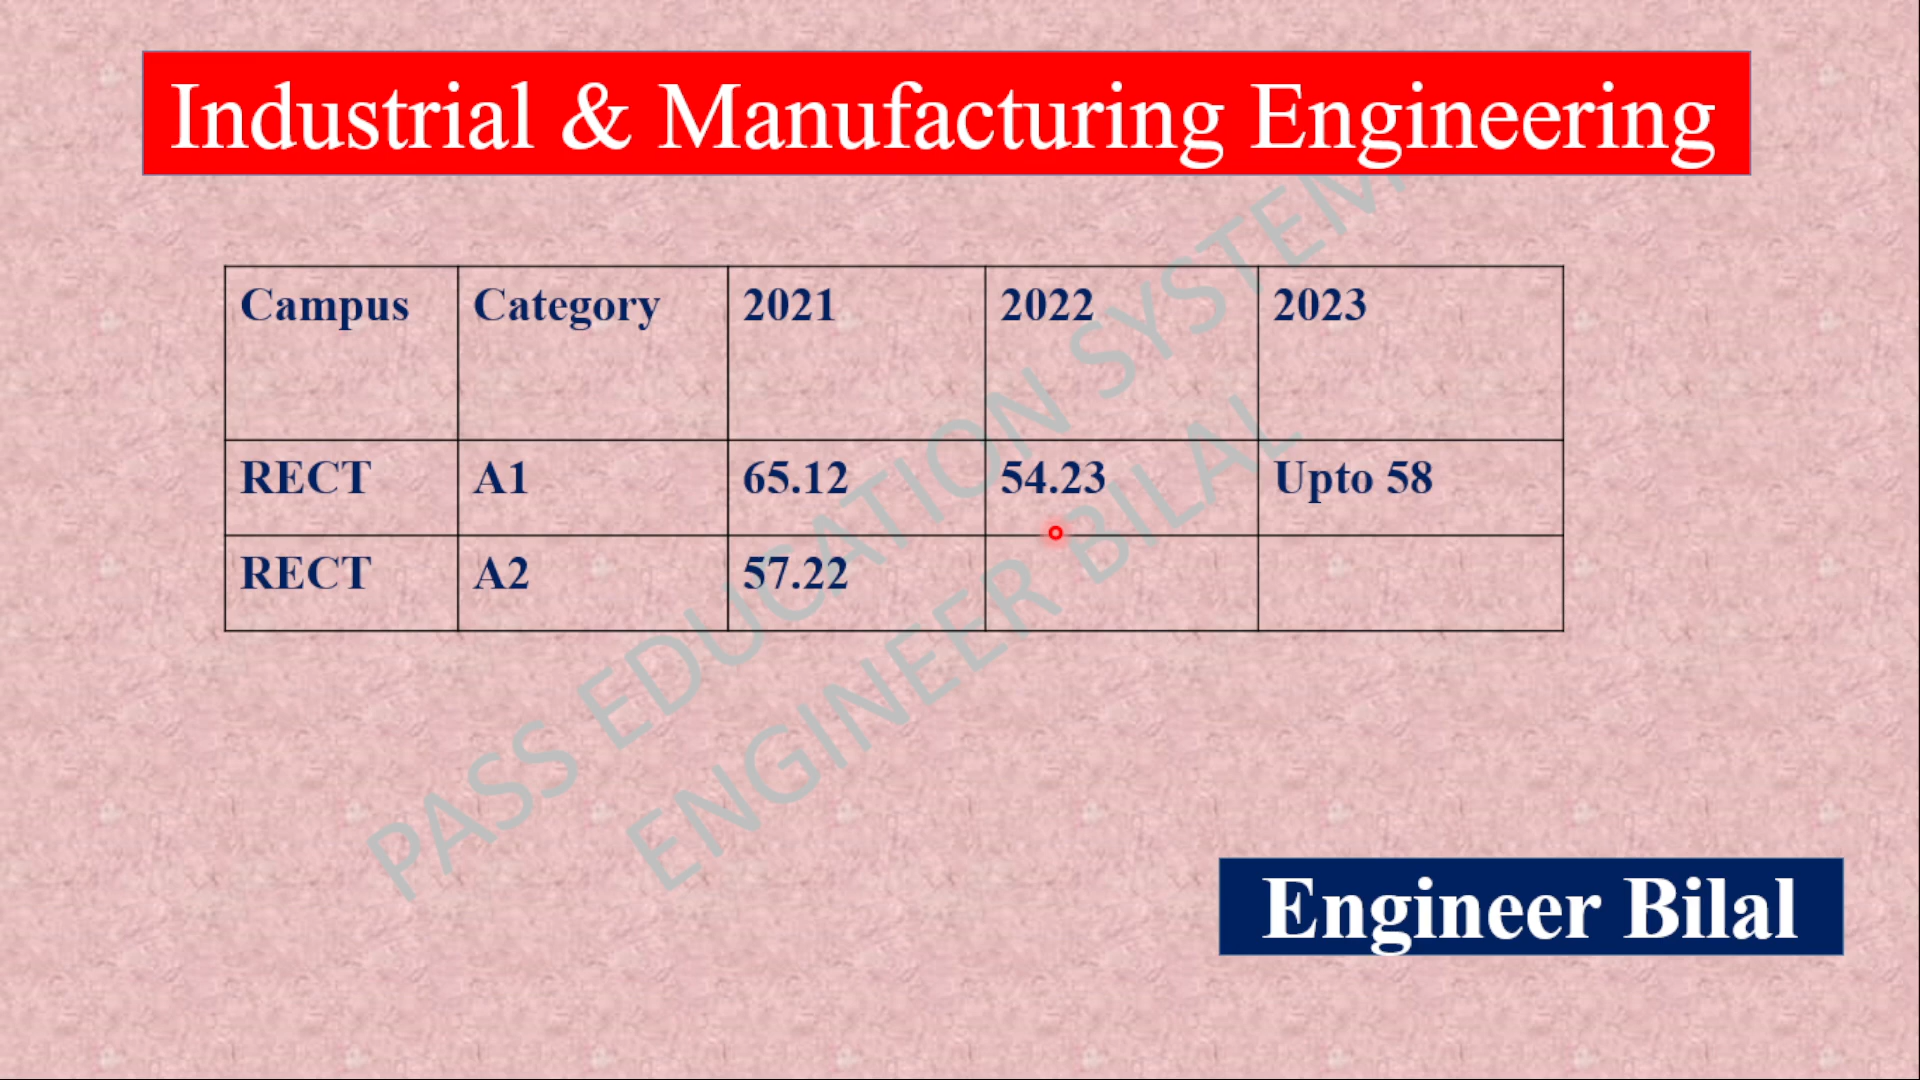 Industrial & Manufacturing Engineering
Campus Category 2021 2022 2023
RECT A1 65.12 54.23 Upto 58
RECT A2 57.22
PASS EDUCATION SYSTEM
ENGINEER BILAL
Engineer Bilal